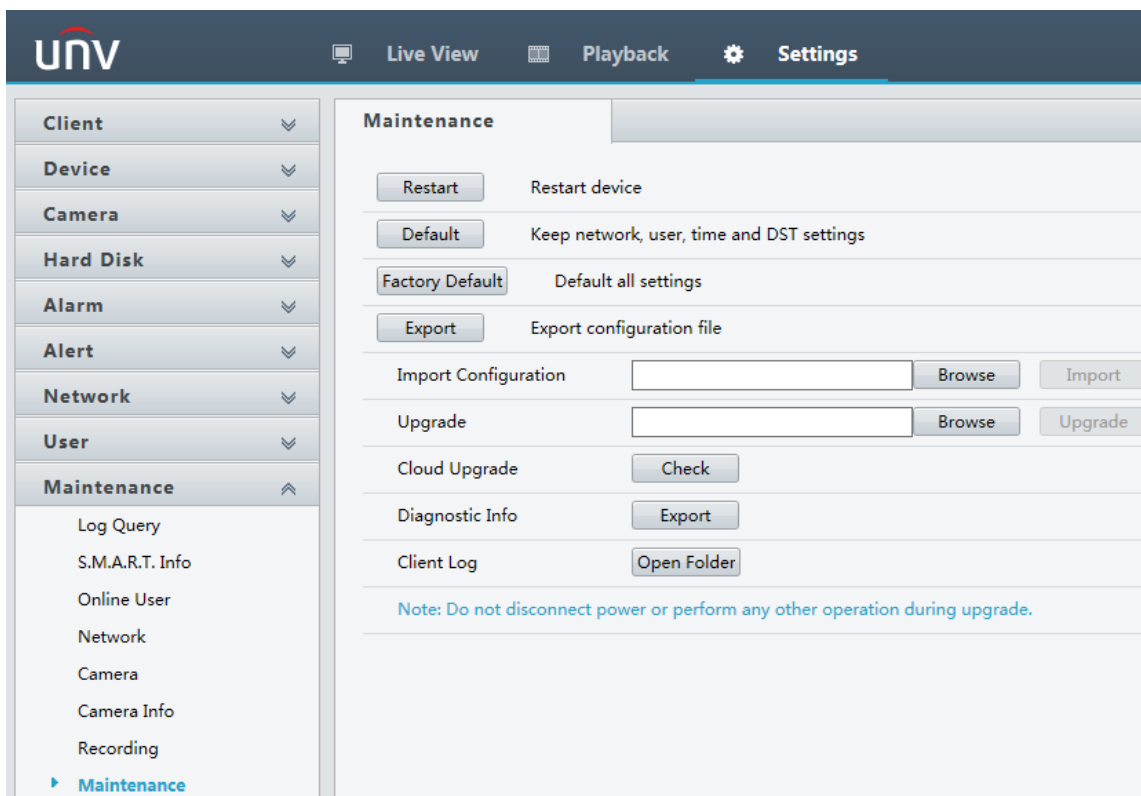 unv
Live View
Playback
Settings
Client
Device
Camera
Hard Disk
Alarm
Alert
Network
User
Maintenance
Log Query
S.M.A.R.T. Info
Online User
Network
Camera
Camera Info
Recording
Maintenance
Maintenance
Restart Restart device
Default Keep network, user, time and DST settings
Factory Default Default all settings
Export Export configuration file
Import Configuration Browse Import
Upgrade Browse Upgrade
Cloud Upgrade Check
Diagnostic Info Export
Client Log Open Folder
Note: Do not disconnect power or perform any other operation during upgrade.